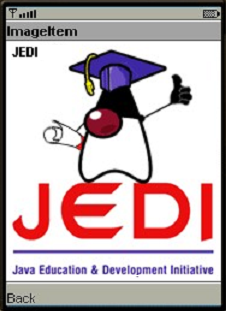 ImageItem
JEDI
JEDI
Java Education & Development Initiative
Back